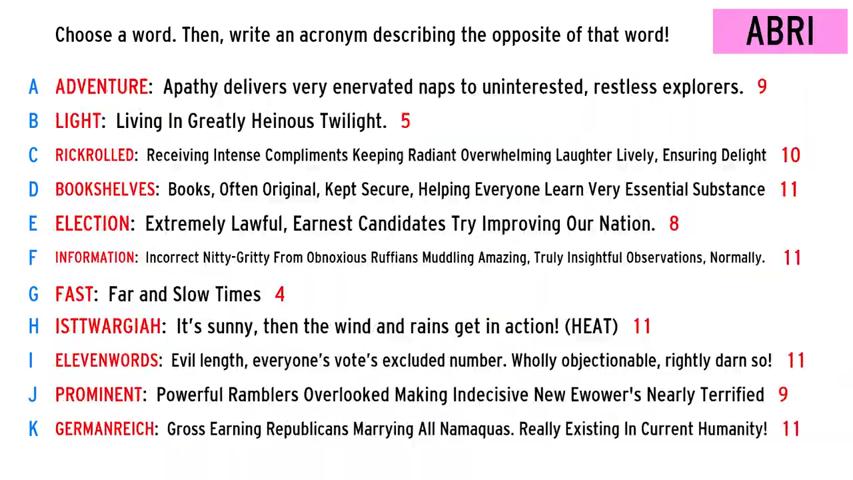 Choose a word. Then, write an acronym describing the opposite of that word!
ABRI
A ADVENTURE: Apathy delivers very enervated naps to uninterested, restless explorers. 9
B LIGHT: Living In Greatly Heinous Twilight. 5
C RICKROLLED: Receiving Intense Compliments Keeping Radiant Overwhelming Laughter Lively, Ensuring Delight 10
D BOOKSHELVES: Books, Often Original, Kept Secure, Helping Everyone Learn Very Essential Substance 11
E ELECTION: Extremely Lawful, Earnest Candidates Try Improving Our Nation. 8
F INFORMATION: Incorrect Nitty-Gritty From Obnoxious Ruffians Muddling Amazing, Truly Insightful Observations, Normally. 11
G FAST: Far and Slow Times 4
H ISTTWARGIAH: It's sunny, then the wind and rains get in action! (HEAT) 11
I ELEVENWORDS: Evil length, everyone's vote's excluded number. Wholly objectionable, rightly darn so! 11
J PROMINENT: Powerful Ramblers Overlooked Making Indecisive New Ewower's Nearly Terrified 9
K GERMANREICH: Gross Earning Republicans Marrying All Namaquas. Really Existing In Current Humanity! 11